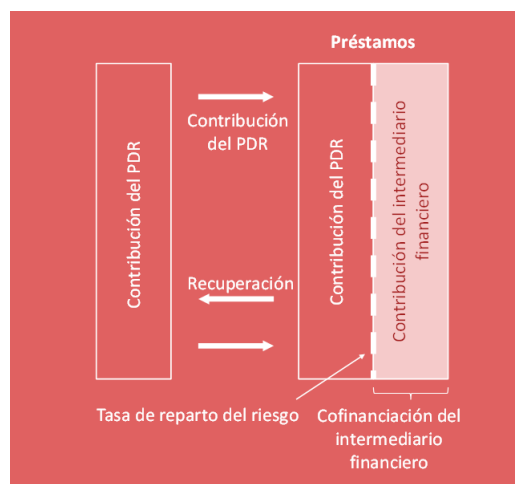 Préstamos
Contribución del PDR
Contribución
del PDR
Contribución del PDR
Contribución del intermediario
financiero
Recuperación
Tasa de reparto del riesgo
Cofinanciación del
intermediario
financiero